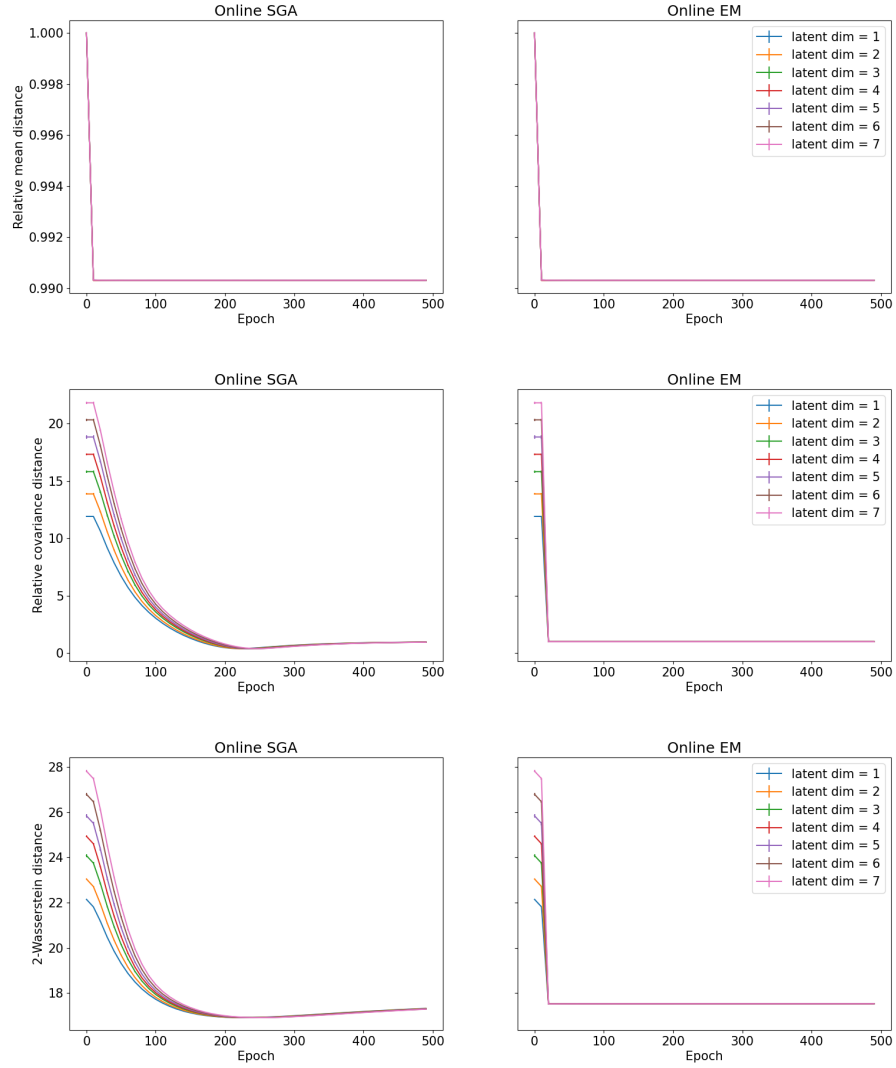 Online SGA
Online EM
Relative mean distance
1.000
0.998
0.996
0.994
0.992
0.990
0 100 200 300 400 500
Epoch
latent dim = 1
latent dim = 2
latent dim = 3
latent dim = 4
latent dim = 5
latent dim = 6
latent dim = 7
0 100 200 300 400 500
Epoch
Online SGA
Online EM
Relative covariance distance
20
15
10
5
0
0 100 200 300 400 500
Epoch
latent dim = 1
latent dim = 2
latent dim = 3
latent dim = 4
latent dim = 5
latent dim = 6
latent dim = 7
0 100 200 300 400 500
Epoch
Online SGA
Online EM
2-Wasserstein distance
28
26
24
22
20
18
0 100 200 300 400 500
Epoch
latent dim = 1
latent dim = 2
latent dim = 3
latent dim = 4
latent dim = 5
latent dim = 6
latent dim = 7
0 100 200 300 400 500
Epoch